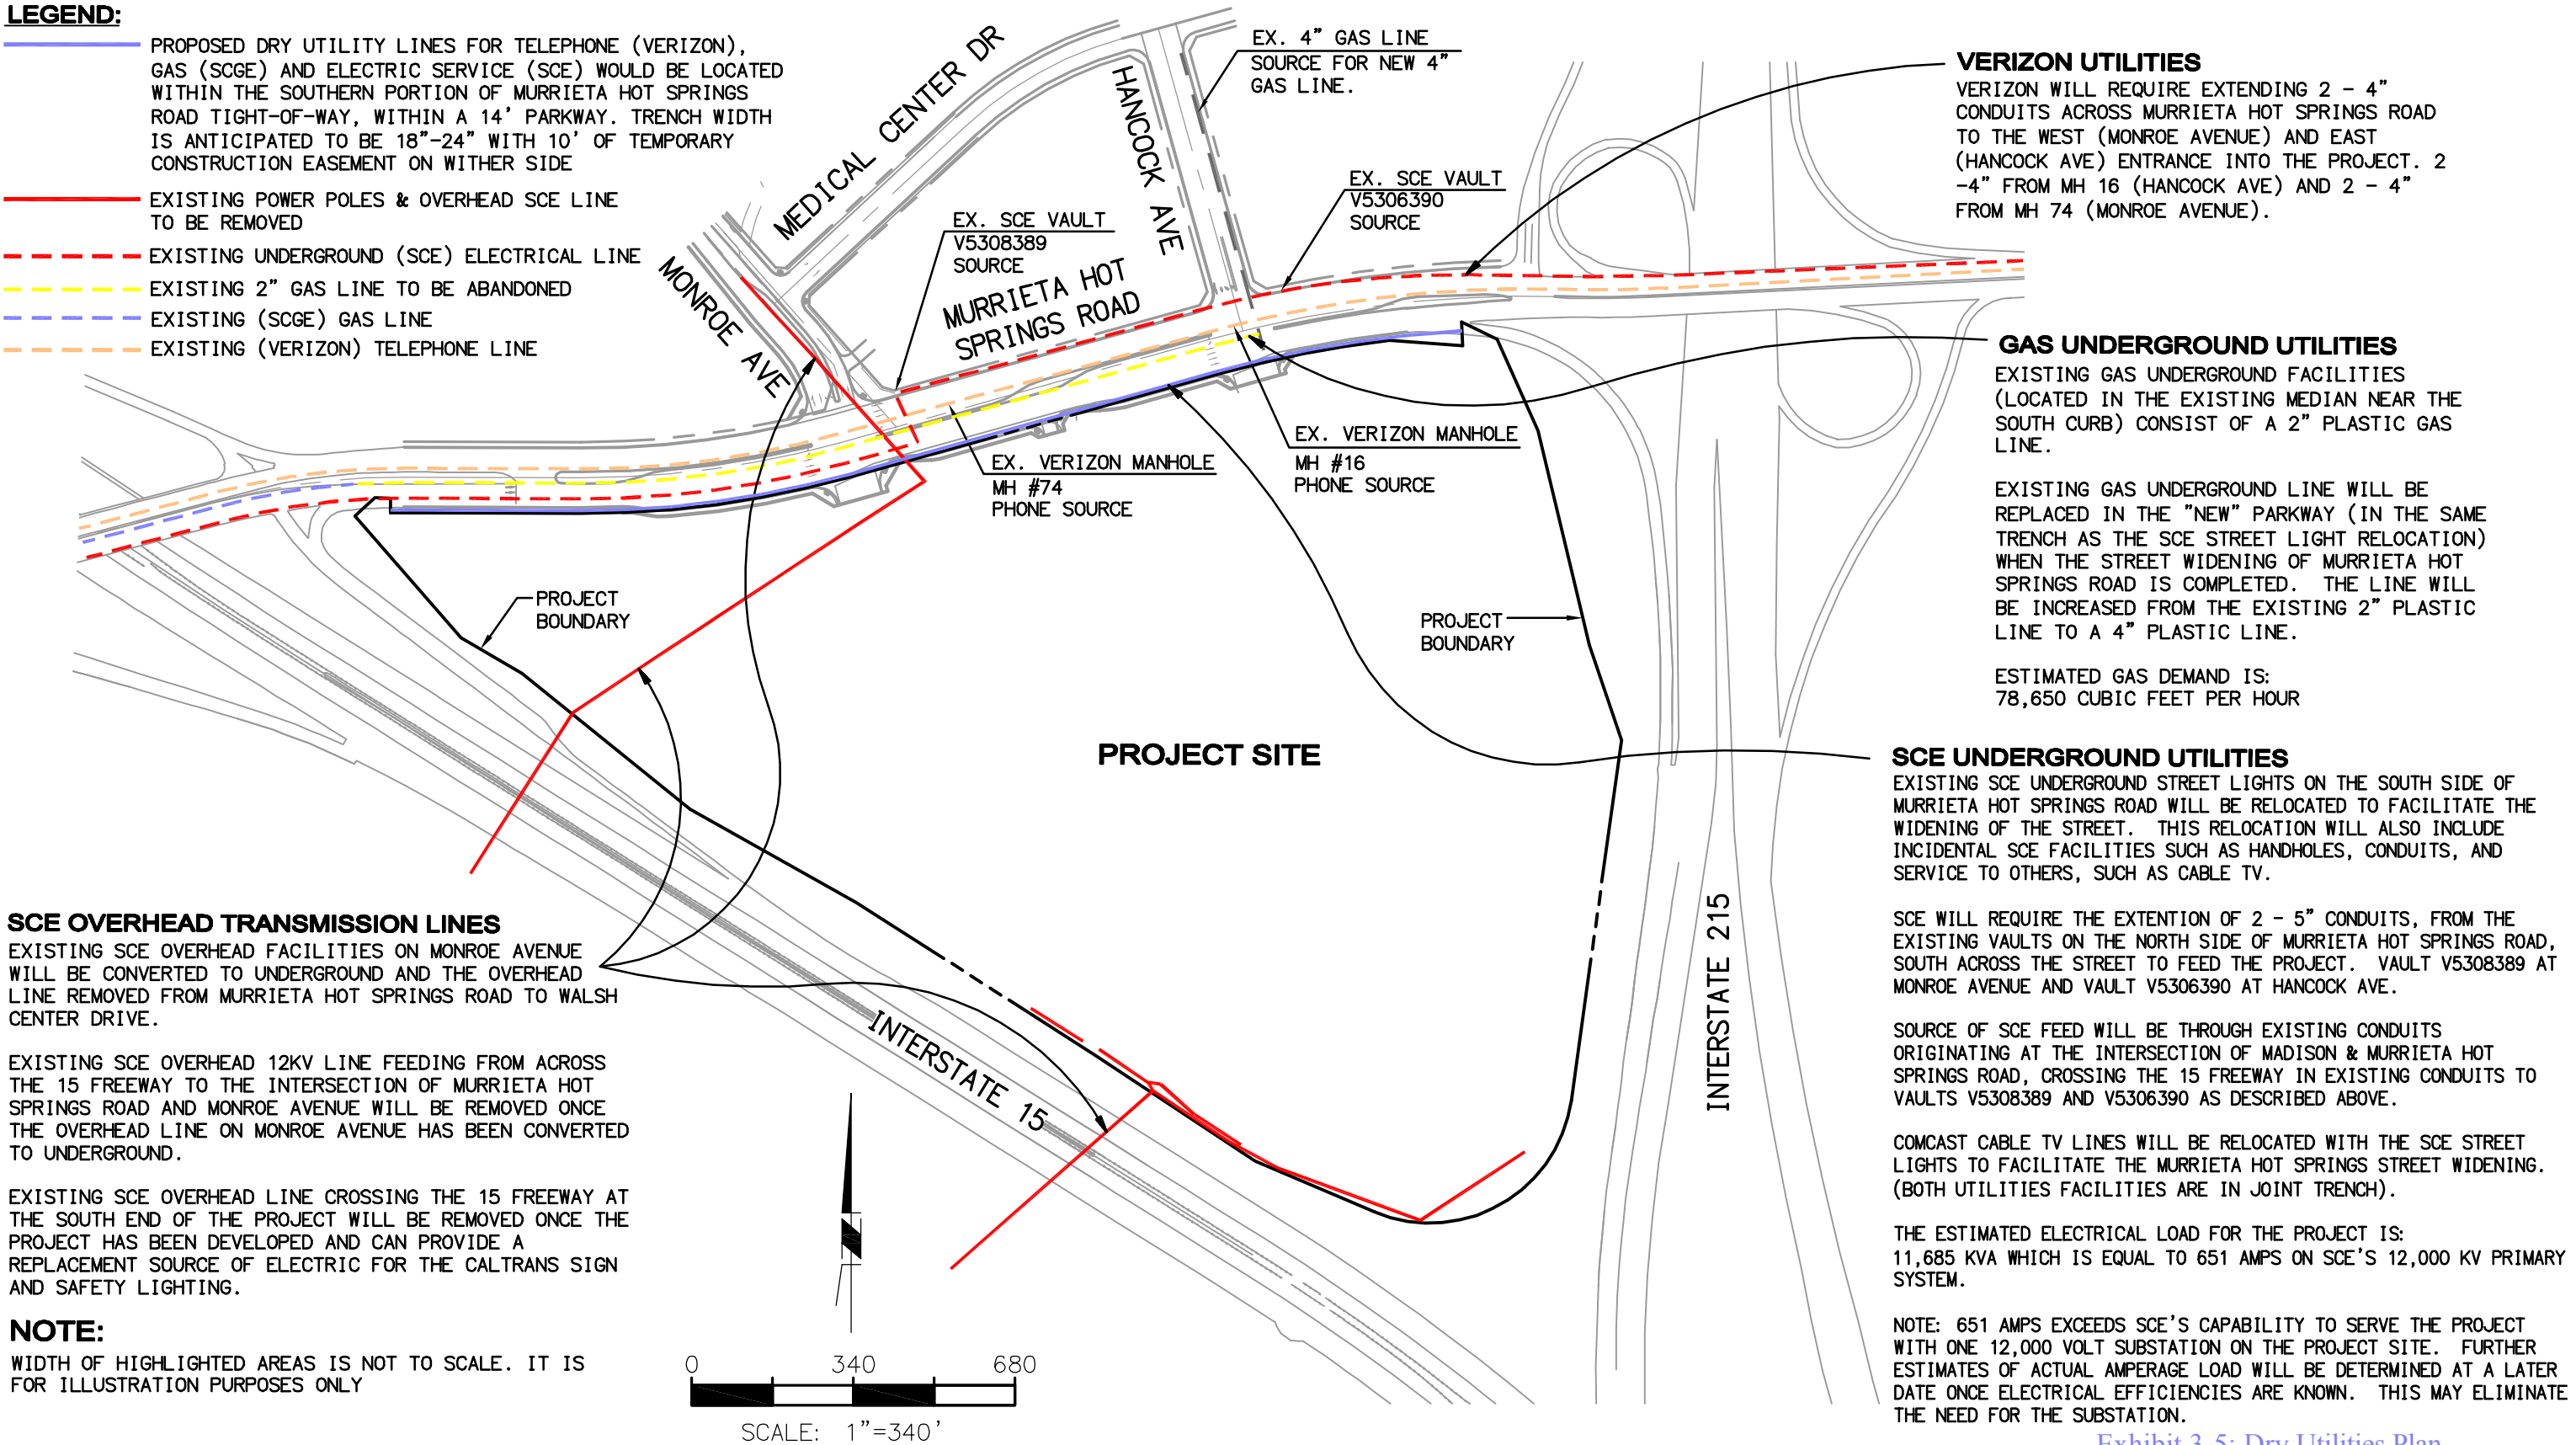 LEGEND:
PROPOSED DRY UTILITY LINES FOR TELEPHONE (VERIZON),
GAS (SCGE) AND ELECTRIC SERVICE (SCE) WOULD BE LOCATED
WITHIN THE SOUTHERN PORTION OF MURRIETA HOT SPRINGS
ROAD TIGHT-OF-WAY, WITHIN A 14' PARKWAY. TRENCH WIDTH
IS ANTICIPATED TO BE 18"-24" WITH 10' OF TEMPORARY
CONSTRUCTION EASEMENT ON WITHER SIDE
EXISTING POWER POLES & OVERHEAD SCE LINE
TO BE REMOVED
EXISTING UNDERGROUND (SCE) ELECTRICAL LINE
EXISTING 2" GAS LINE TO BE ABANDONED
EXISTING (SCGE) GAS LINE
EXISTING (VERIZON) TELEPHONE LINE
MEDICAL CENTER DR
HANCOCK AVE
MONROE AVE
MURRIETA HOT
SPRINGS ROAD
EX. 4" GAS LINE
SOURCE FOR NEW 4"
GAS LINE.
EX. SCE VAULT
V5306390
SOURCE
EX. SCE VAULT
V5308389
SOURCE
EX. VERIZON MANHOLE
MH #74
PHONE SOURCE
EX. VERIZON MANHOLE
MH #16
PHONE SOURCE
VERIZON UTILITIES
VERIZON WILL REQUIRE EXTENDING 2 - 4"
CONDUITS ACROSS MURRIETA HOT SPRINGS ROAD
TO THE WEST (MONROE AVENUE) AND EAST
(HANCOCK AVE) ENTRANCE INTO THE PROJECT. 2
-4" FROM MH 16 (HANCOCK AVE) AND 2 - 4"
FROM MH 74 (MONROE AVENUE).
GAS UNDERGROUND UTILITIES
EXISTING GAS UNDERGROUND FACILITIES
(LOCATED IN THE EXISTING MEDIAN NEAR THE
SOUTH CURB) CONSIST OF A 2" PLASTIC GAS
LINE.
EXISTING GAS UNDERGROUND LINE WILL BE
REPLACED IN THE "NEW" PARKWAY (IN THE SAME
TRENCH AS THE SCE STREET LIGHT RELOCATION)
WHEN THE STREET WIDENING OF MURRIETA HOT
SPRINGS ROAD IS COMPLETED. THE LINE WILL
BE INCREASED FROM THE EXISTING 2" PLASTIC
LINE TO A 4" PLASTIC LINE.
ESTIMATED GAS DEMAND IS:
78,650 CUBIC FEET PER HOUR
PROJECT
BOUNDARY
PROJECT
BOUNDARY
PROJECT SITE
INTERSTATE 15
INTERSTATE 215
SCE UNDERGROUND UTILITIES
EXISTING SCE UNDERGROUND STREET LIGHTS ON THE SOUTH SIDE OF
MURRIETA HOT SPRINGS ROAD WILL BE RELOCATED TO FACILITATE THE
WIDENING OF THE STREET. THIS RELOCATION WILL ALSO INCLUDE
INCIDENTAL SCE FACILITIES SUCH AS HANDHOLES, CONDUITS, AND
SERVICE TO OTHERS, SUCH AS CABLE TV.
SCE WILL REQUIRE THE EXTENTION OF 2 - 5" CONDUITS, FROM THE
EXISTING VAULTS ON THE NORTH SIDE OF MURRIETA HOT SPRINGS ROAD,
SOUTH ACROSS THE STREET TO FEED THE PROJECT. VAULT V5308389 AT
MONROE AVENUE AND VAULT V5306390 AT HANCOCK AVE.
SOURCE OF SCE FEED WILL BE THROUGH EXISTING CONDUITS
ORIGINATING AT THE INTERSECTION OF MADISON & MURRIETA HOT
SPRINGS ROAD, CROSSING THE 15 FREEWAY IN EXISTING CONDUITS TO
VAULTS V5308389 AND V5306390 AS DESCRIBED ABOVE.
COMCAST CABLE TV LINES WILL BE RELOCATED WITH THE SCE STREET
LIGHTS TO FACILITATE THE MURRIETA HOT SPRINGS STREET WIDENING.
(BOTH UTILITIES FACILITIES ARE IN JOINT TRENCH).
THE ESTIMATED ELECTRICAL LOAD FOR THE PROJECT IS:
11,685 KVA WHICH IS EQUAL TO 651 AMPS ON SCE'S 12,000 KV PRIMARY
SYSTEM.
NOTE: 651 AMPS EXCEEDS SCE'S CAPABILITY TO SERVE THE PROJECT
WITH ONE 12,000 VOLT SUBSTATION ON THE PROJECT SITE. FURTHER
ESTIMATES OF ACTUAL AMPERAGE LOAD WILL BE DETERMINED AT A LATER
DATE ONCE ELECTRICAL EFFICIENCIES ARE KNOWN. THIS MAY ELIMINATE
THE NEED FOR THE SUBSTATION.
SCE OVERHEAD TRANSMISSION LINES
EXISTING SCE OVERHEAD FACILITIES ON MONROE AVENUE
WILL BE CONVERTED TO UNDERGROUND AND THE OVERHEAD
LINE REMOVED FROM MURRIETA HOT SPRINGS ROAD TO WALSH
CENTER DRIVE.
EXISTING SCE OVERHEAD 12KV LINE FEEDING FROM ACROSS
THE 15 FREEWAY TO THE INTERSECTION OF MURRIETA HOT
SPRINGS ROAD AND MONROE AVENUE WILL BE REMOVED ONCE
THE OVERHEAD LINE ON MONROE AVENUE HAS BEEN CONVERTED
TO UNDERGROUND.
EXISTING SCE OVERHEAD LINE CROSSING THE 15 FREEWAY AT
THE SOUTH END OF THE PROJECT WILL BE REMOVED ONCE THE
PROJECT HAS BEEN DEVELOPED AND CAN PROVIDE A
REPLACEMENT SOURCE OF ELECTRIC FOR THE CALTRANS SIGN
AND SAFETY LIGHTING.
NOTE:
WIDTH OF HIGHLIGHTED AREAS IS NOT TO SCALE. IT IS
FOR ILLUSTRATION PURPOSES ONLY
0 340 680
SCALE: 1"=340'
Exhibit 3-5: Dry Utilities Plan